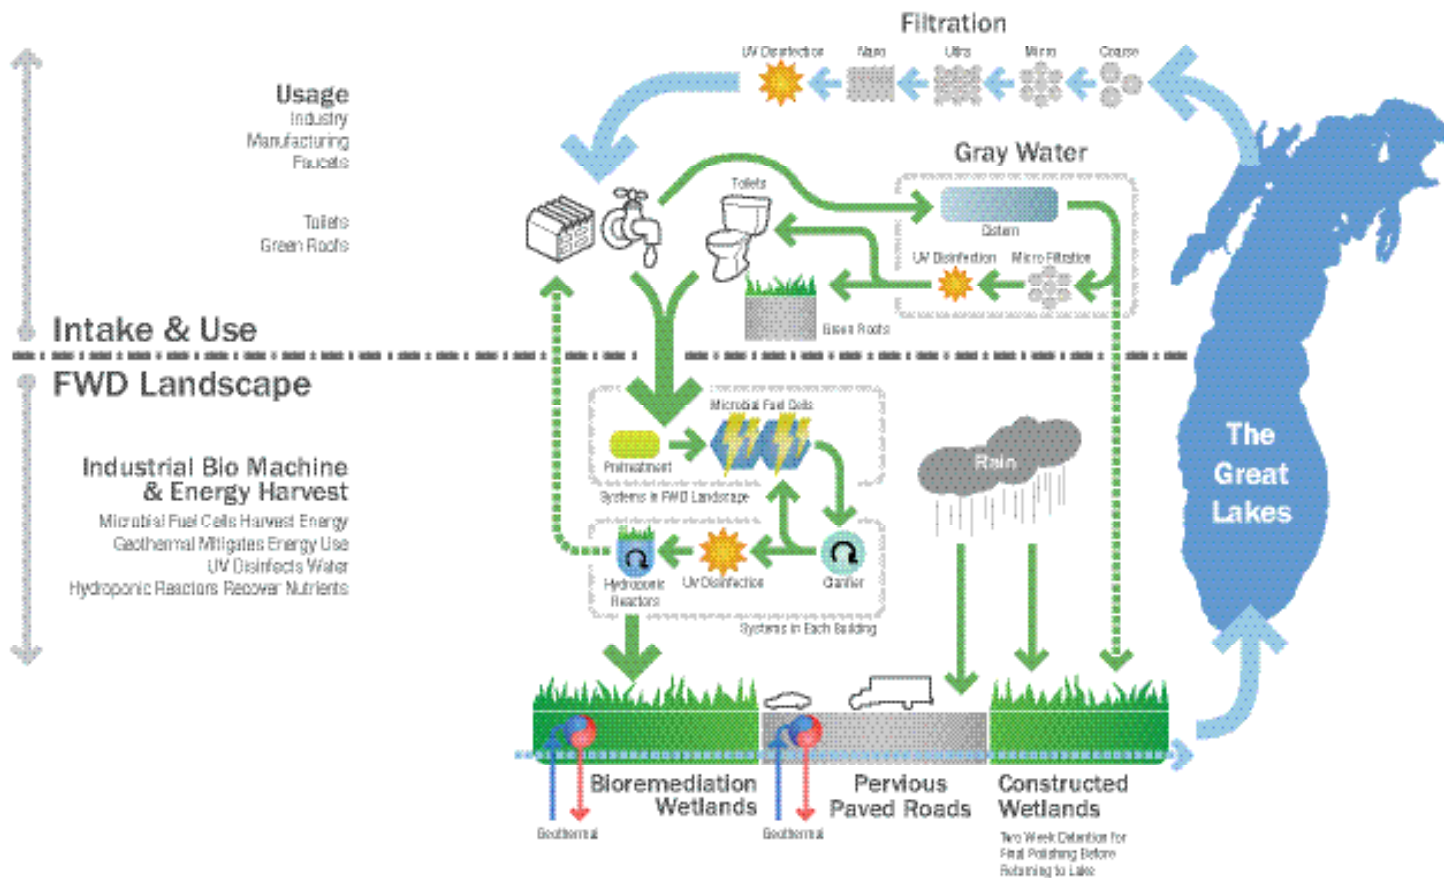 Filtration
UV Disinfection
Nano
Ultra
Micro
Coarse
Usage
Industry
Manufacturing
Faucets
Toilets
Green Roofs
Gray Water
Toilets
Cistern
UV Disinfection
Micro Filtration
Green Roofs
Intake & Use
FWD Landscape
Industrial Bio Machine
& Energy Harvest
Microbial Fuel Cells Harvest Energy
Geothermal Mitigates Energy Use
UV Disinfects Water
Hydroponic Reactors Recover Nutrients
Microbial Fuel Cells
Pretreatment
Systems in FWD Landscape
Hydroponic
Reactors
UV Disinfection
Clarifier
Systems in Each Building
Rain
The
Great
Lakes
Bioremediation
Wetlands
Geothermal
Pervious
Paved Roads
Geothermal
Constructed
Wetlands
Two Week Detention for
Final Polishing Before
Returning to Lake